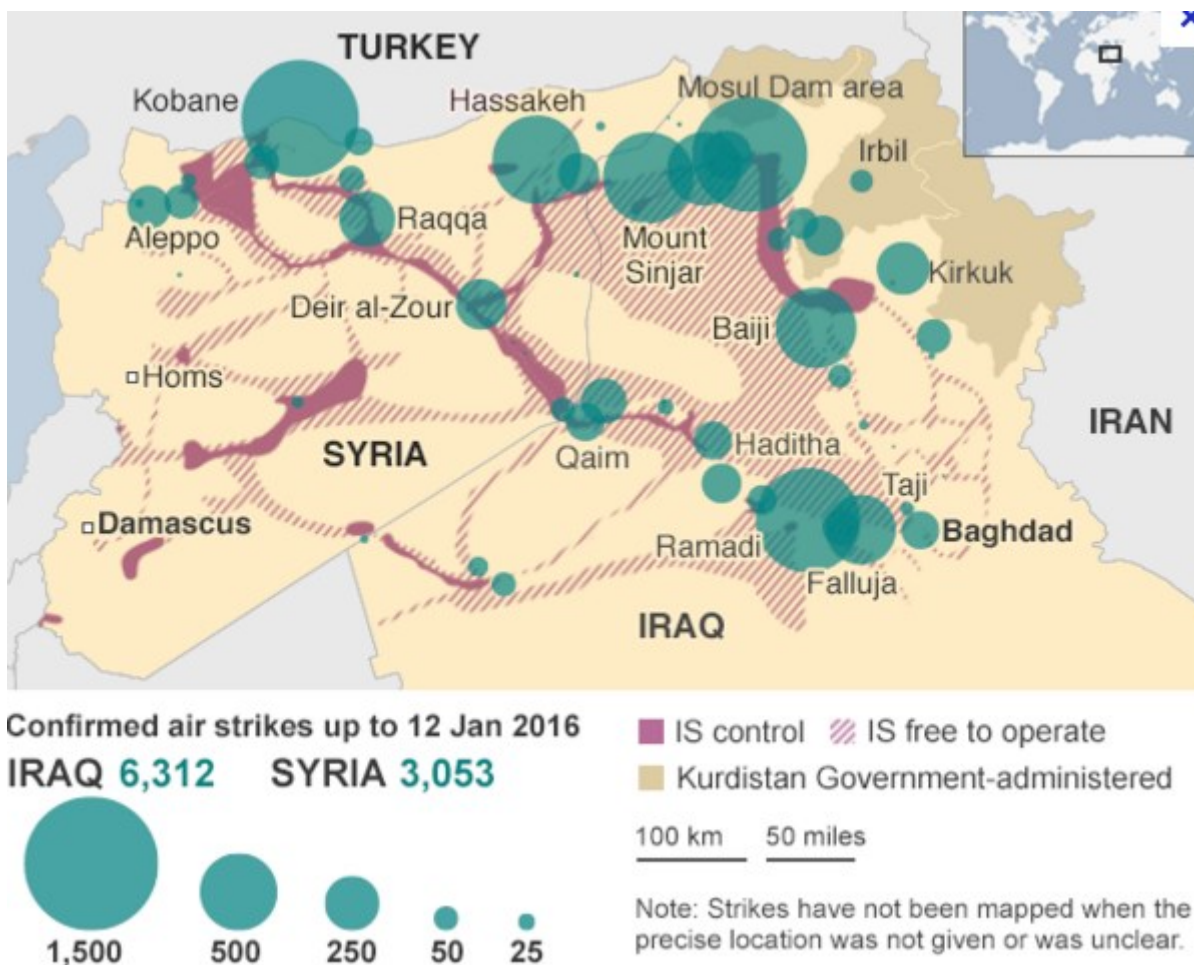 TURKEY
Kobane
Hassakeh
Mosul Dam area
Irbil
Aleppo
Raqqa
Mount
Sinjar
Kirkuk
Deir al-Zour
Baiji
Homs
IRAN
SYRIA
Qaim
Haditha
Taji
Damascus
Baghdad
Ramadi
Falluja
IRAQ
Confirmed air strikes up to 12 Jan 2016
IRAQ 6,312 SYRIA 3,053
1,500 500 250 50 25
IS control IS free to operate
Kurdistan Government-administered
100 km 50 miles
Note: Strikes have not been mapped when the
precise location was not given or was unclear.